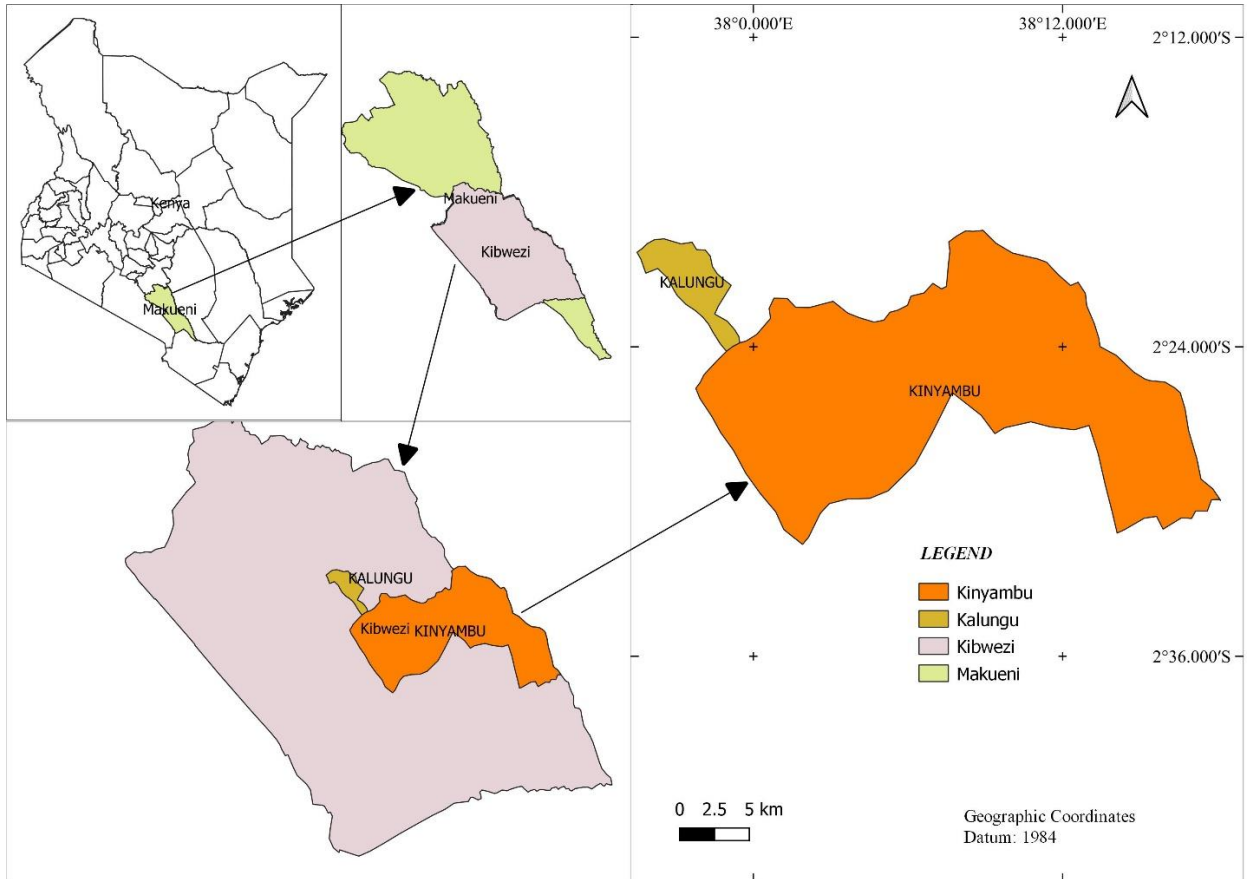 Kenya
Makueni
Makueni
Kibwezi
KALUNGU
Kibwezi
KINYAMBU
38°0.000'E
38°12.000'E
2°12.000'S
KALUNGU
2°24.000'S
KINYAMBU
LEGEND
Kinyambu
Kalungu
Kibwezi
Makueni
2°36.000'S
0 2.5 5 km
Geographic Coordinates
Datum: 1984